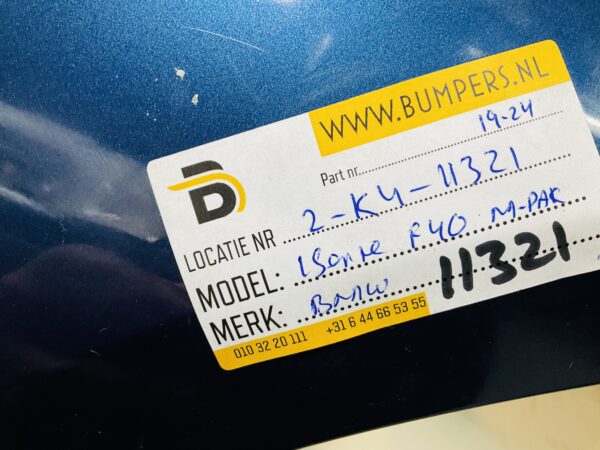 WWW.BUMPERS.NL
19-24
Part nr.
LOCATIE NR 2-K4-11321
MODEL: 1Serie F40 M-PAK
MERK: BMW 11321
010 32 20 111 +31 6 44 66 53 55